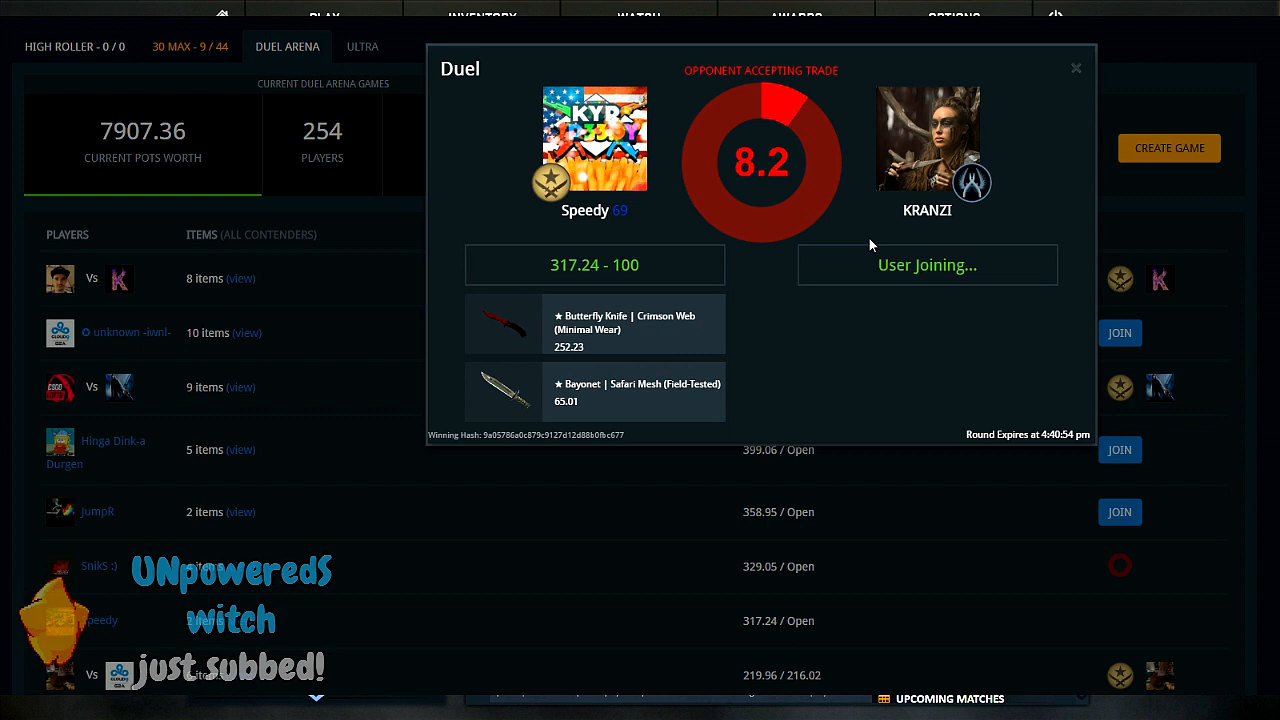 PLAY INVENTORY WATCH AWARDS OPTIONS
HIGH ROLLER - 0 / 0 30 MAX - 9 / 44 DUEL ARENA ULTRA
CURRENT DUEL ARENA GAMES
7907.36 254
CURRENT POTS WORTH PLAYERS
CREATE GAME
Duel
OPPONENT ACCEPTING TRADE
KYR
8.2
Speedy 69 KRANZI
317.24 - 100 User Joining...
★ Butterfly Knife | Crimson Web
(Minimal Wear)
252.23
★ Bayonet | Safari Mesh (Field-Tested)
65.01
Winning Hash: 9a05786a0c879c9127d12d88b0fbc677
Round Expires at 4:40:54 pm
PLAYERS ITEMS (ALL CONTENDERS)
Vs 8 items (view)
unknown -iwnl- 10 items (view) JOIN
Vs 9 items (view)
Hinga Dink-a
Durgen 5 items (view) 399.06 / Open JOIN
JumpR 2 items (view) 358.95 / Open JOIN
SnikS :) 329.05 / Open
Speedy 317.24 / Open
Vs 219.96 / 216.02
UNpoweredS
witch
just subbed!
UPCOMING MATCHES